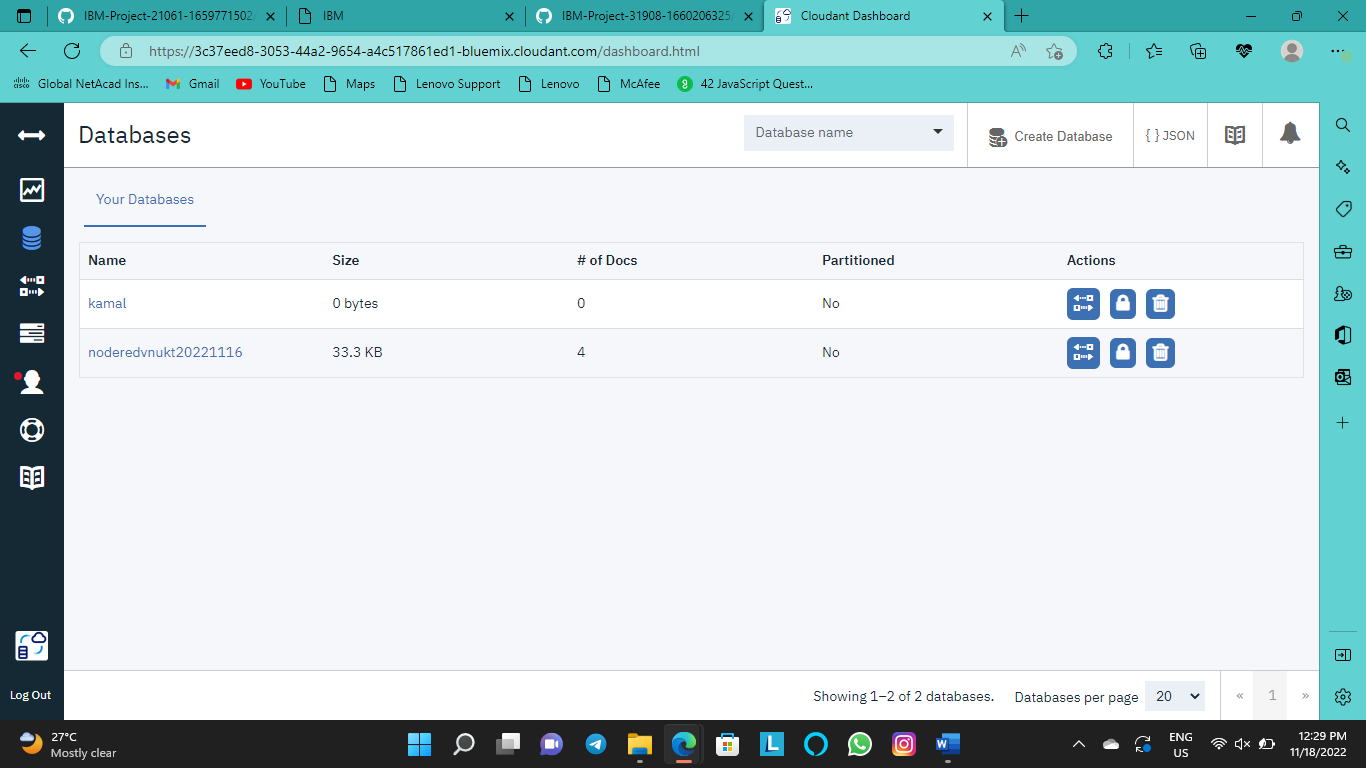 IBM-Project-21061-1659771502/
IBM
IBM-Project-31908-1660206325/
Cloudant Dashboard
https://3c37eed8-3053-44a2-9654-a4c517861ed1-bluemix.cloudant.com/dashboard.html
Global NetAcad Ins...
Gmail
YouTube
Maps
Lenovo Support
Lenovo
McAfee
42 JavaScript Quest...
Databases
Database name
Create Database
{ } JSON
Your Databases
Name Size # of Docs Partitioned Actions
kamal 0 bytes 0 No
noderedvnukt20221116 33.3 KB 4 No
Log Out
Showing 1–2 of 2 databases.
Databases per page 20
« 1 »
27°C
Mostly clear
ENG
US
12:29 PM
11/18/2022